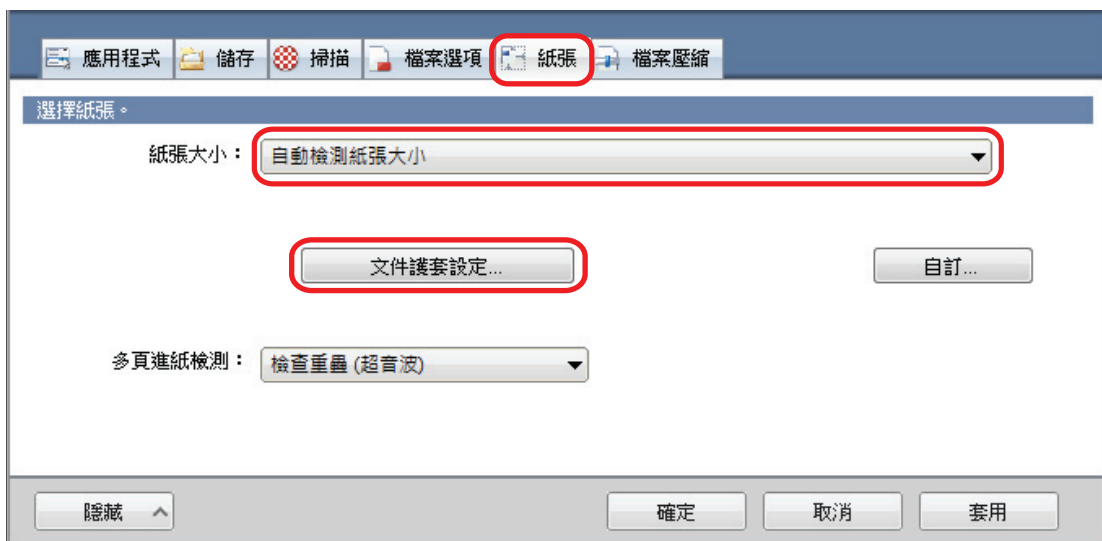 應用程式 儲存 掃描 檔案選項 紙張 檔案壓縮
選擇紙張。
紙張大小： 自動檢測紙張大小
文件護套設定... 自訂...
多頁進紙檢測： 檢查重疊 (超音波)
隱藏 確定 取消 套用